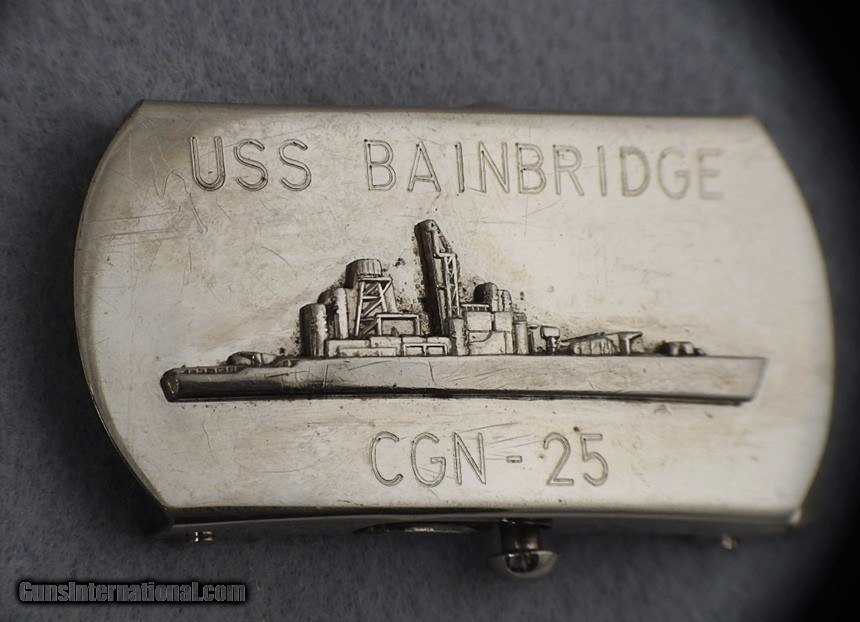 USS BAINBRIDGE
CGN - 25
GunsInternational.com